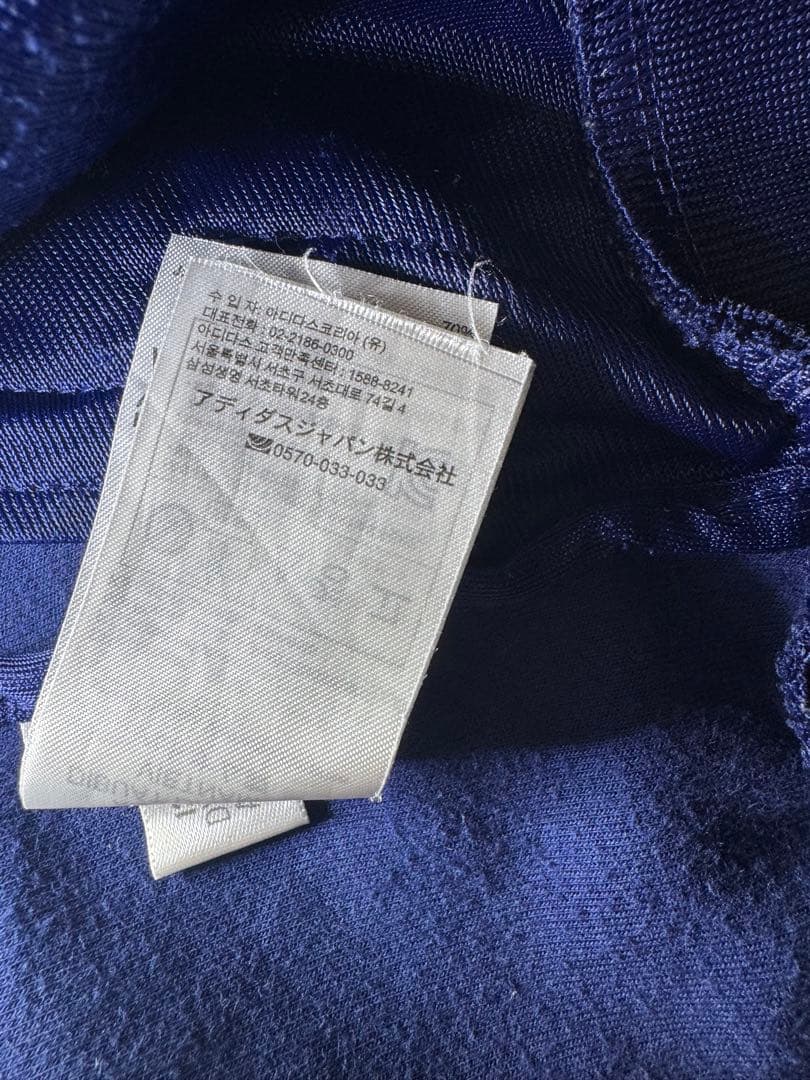 70%
수 입 자: 아디다스코리아 (유)
대표전화 : 02-2186-0300
아디다스 고객만족센터 : 1588-8241
서울특별시 서초구 서초대로 74길 4
삼성생명 서초타워 24층
アディダスジャパン株式会社
0570-033-033